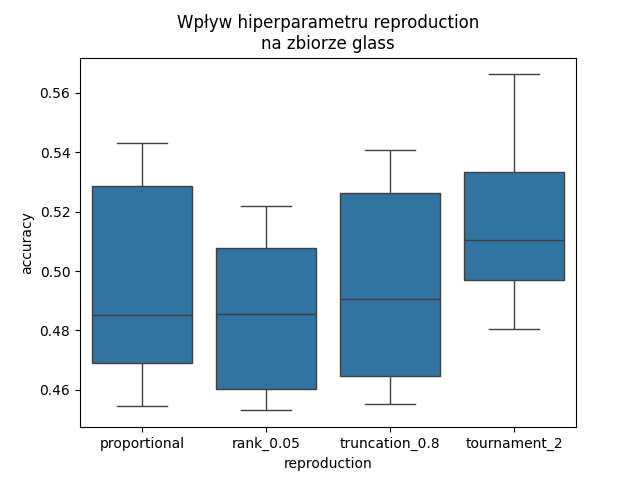 Wpływ hiperparametru reproduction
na zbiorze glass
0.56
0.54
0.52
0.50
0.48
0.46
accuracy
proportional rank_0.05 truncation_0.8 tournament_2
reproduction